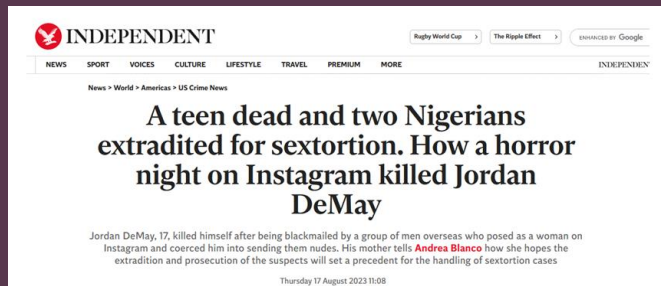 INDEPENDENT
Rugby World Cup >
The Ripple Effect >
ENHANCED BY Google
NEWS SPORT VOICES CULTURE LIFESTYLE TRAVEL PREMIUM MORE INDEPENDEN
News > World > Americas > US Crime News
A teen dead and two Nigerians
extradited for sextortion. How a horror
night on Instagram killed Jordan
DeMay
Jordan DeMay, 17, killed himself after being blackmailed by a group of men overseas who posed as a woman on
Instagram and coerced him into sending them nudes. His mother tells Andrea Blanco how she hopes the
extradition and prosecution of the suspects will set a precedent for the handling of sextortion cases
Thursday 17 August 2023 11:08